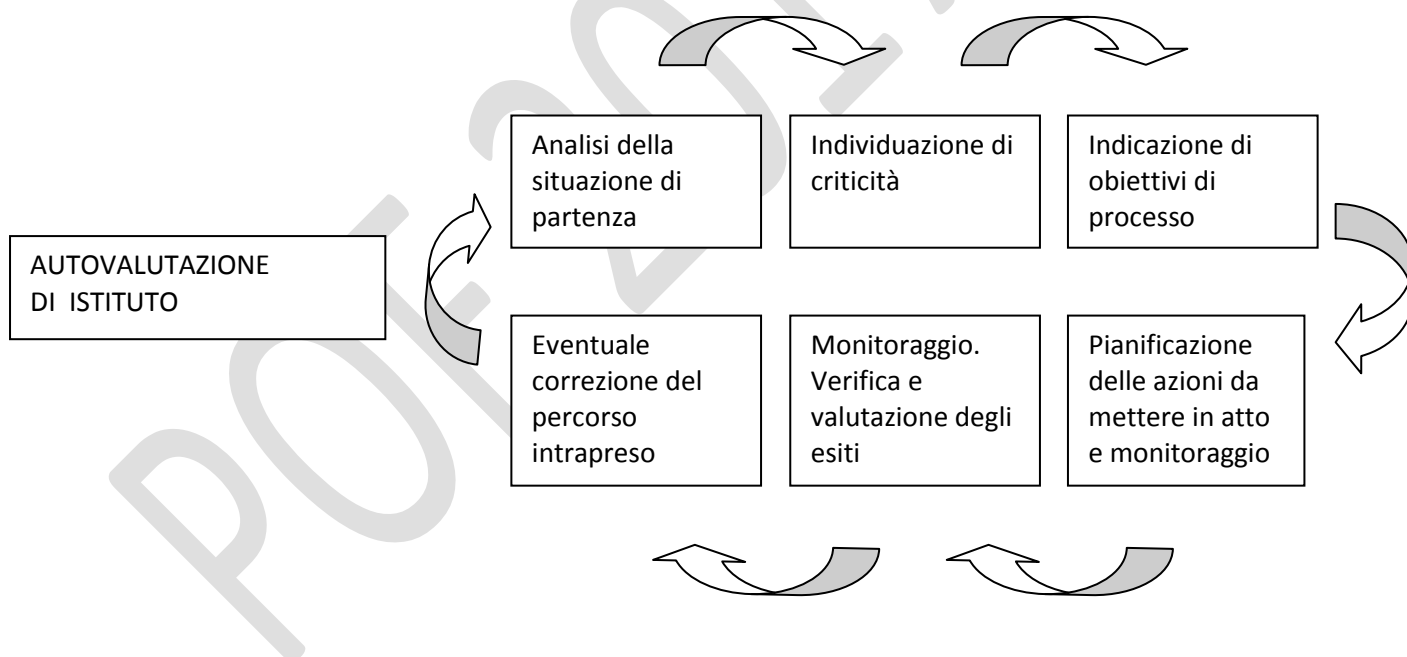 AUTOVALUTAZIONE
DI ISTITUTO
Analisi della
situazione di
partenza
Individuazione di
criticità
Indicazione di
obiettivi di
processo
Eventuale
correzione del
percorso
intrapreso
Monitoraggio.
Verifica e
valutazione degli
esiti
Pianificazione
delle azioni da
mettere in atto
e monitoraggio
POF